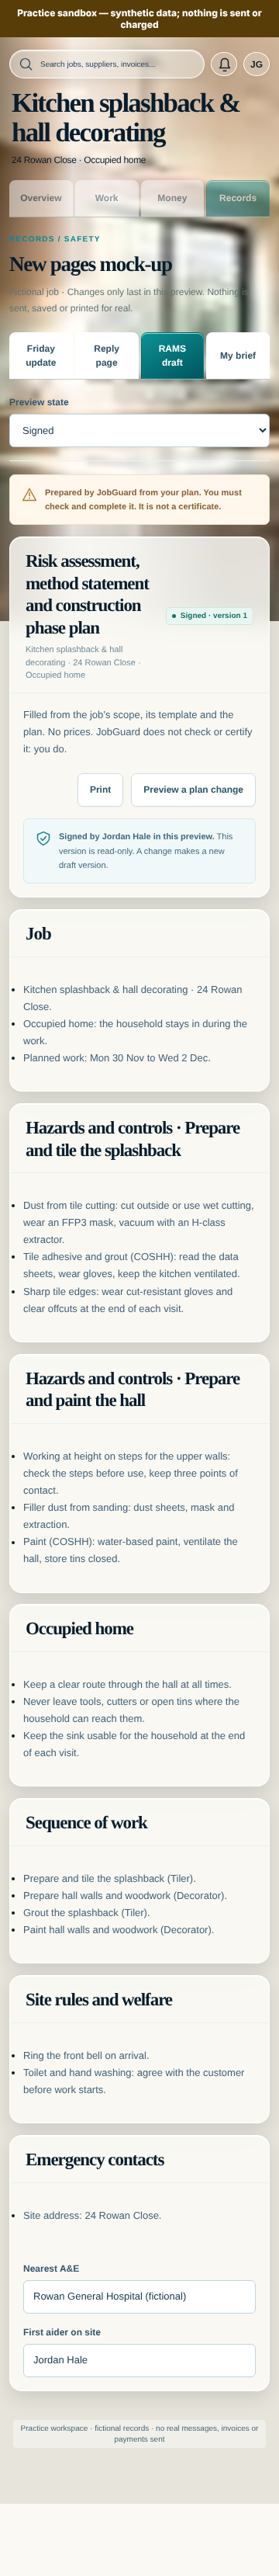 Practice sandbox — synthetic data; nothing is sent or
charged
Search jobs, suppliers, invoices…
JG
Kitchen splashback &
hall decorating
24 Rowan Close · Occupied home
Overview
Work
Money
Records
RECORDS / SAFETY
New pages mock-up
Fictional job · Changes only last in this preview. Nothing is
sent, saved or printed for real.
Friday
update
Reply
page
RAMS
draft
My brief
Preview state
Signed
Prepared by JobGuard from your plan. You must
check and complete it. It is not a certificate.
Risk assessment,
method statement
and construction
phase plan
Signed · version 1
Kitchen splashback & hall
decorating · 24 Rowan Close ·
Occupied home
Filled from the job's scope, its template and the
plan. No prices. JobGuard does not check or certify
it: you do.
Print
Preview a plan change
Signed by Jordan Hale in this preview. This
version is read-only. A change makes a new
draft version.
Job
• Kitchen splashback & hall decorating · 24 Rowan
Close.
• Occupied home: the household stays in during the
work.
• Planned work: Mon 30 Nov to Wed 2 Dec.
Hazards and controls · Prepare
and tile the splashback
• Dust from tile cutting: cut outside or use wet cutting,
wear an FFP3 mask, vacuum with an H-class
extractor.
• Tile adhesive and grout (COSHH): read the data
sheets, wear gloves, keep the kitchen ventilated.
• Sharp tile edges: wear cut-resistant gloves and
clear offcuts at the end of each visit.
Hazards and controls · Prepare
and paint the hall
• Working at height on steps for the upper walls:
check the steps before use, keep three points of
contact.
• Filler dust from sanding: dust sheets, mask and
extraction.
• Paint (COSHH): water-based paint, ventilate the
hall, store tins closed.
Occupied home
• Keep a clear route through the hall at all times.
• Never leave tools, cutters or open tins where the
household can reach them.
• Keep the sink usable for the household at the end
of each visit.
Sequence of work
• Prepare and tile the splashback (Tiler).
• Prepare hall walls and woodwork (Decorator).
• Grout the splashback (Tiler).
• Paint hall walls and woodwork (Decorator).
Site rules and welfare
• Ring the front bell on arrival.
• Toilet and hand washing: agree with the customer
before work starts.
Emergency contacts
• Site address: 24 Rowan Close.
Nearest A&E
Rowan General Hospital (fictional)
First aider on site
Jordan Hale
Practice workspace · fictional records · no real messages, invoices or
payments sent